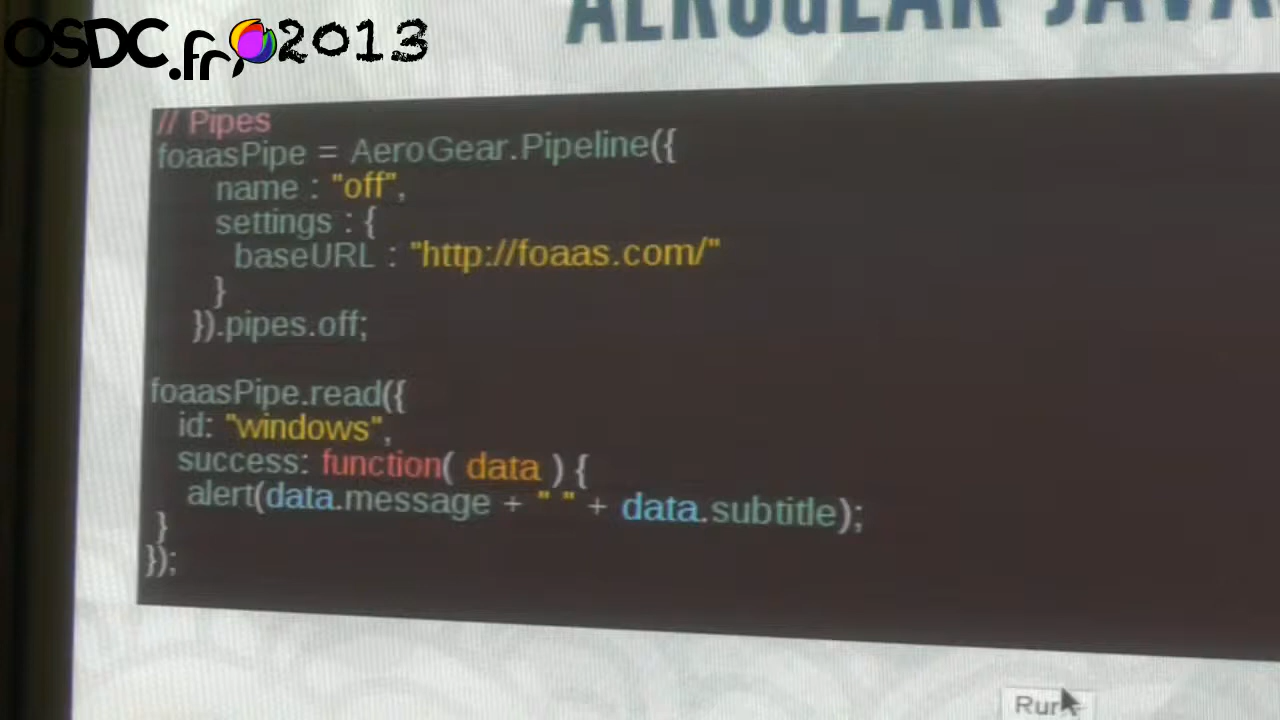 OSDC.fr 2013
AEROGEAR JAVA
// Pipes
foaasPipe = AeroGear.Pipeline({
name : "off",
settings : {
baseURL : "http://foaas.com/"
}
}).pipes.off;
foaasPipe.read({
id: "windows",
success: function( data ) {
alert(data.message + " " + data.subtitle);
}
});
Run